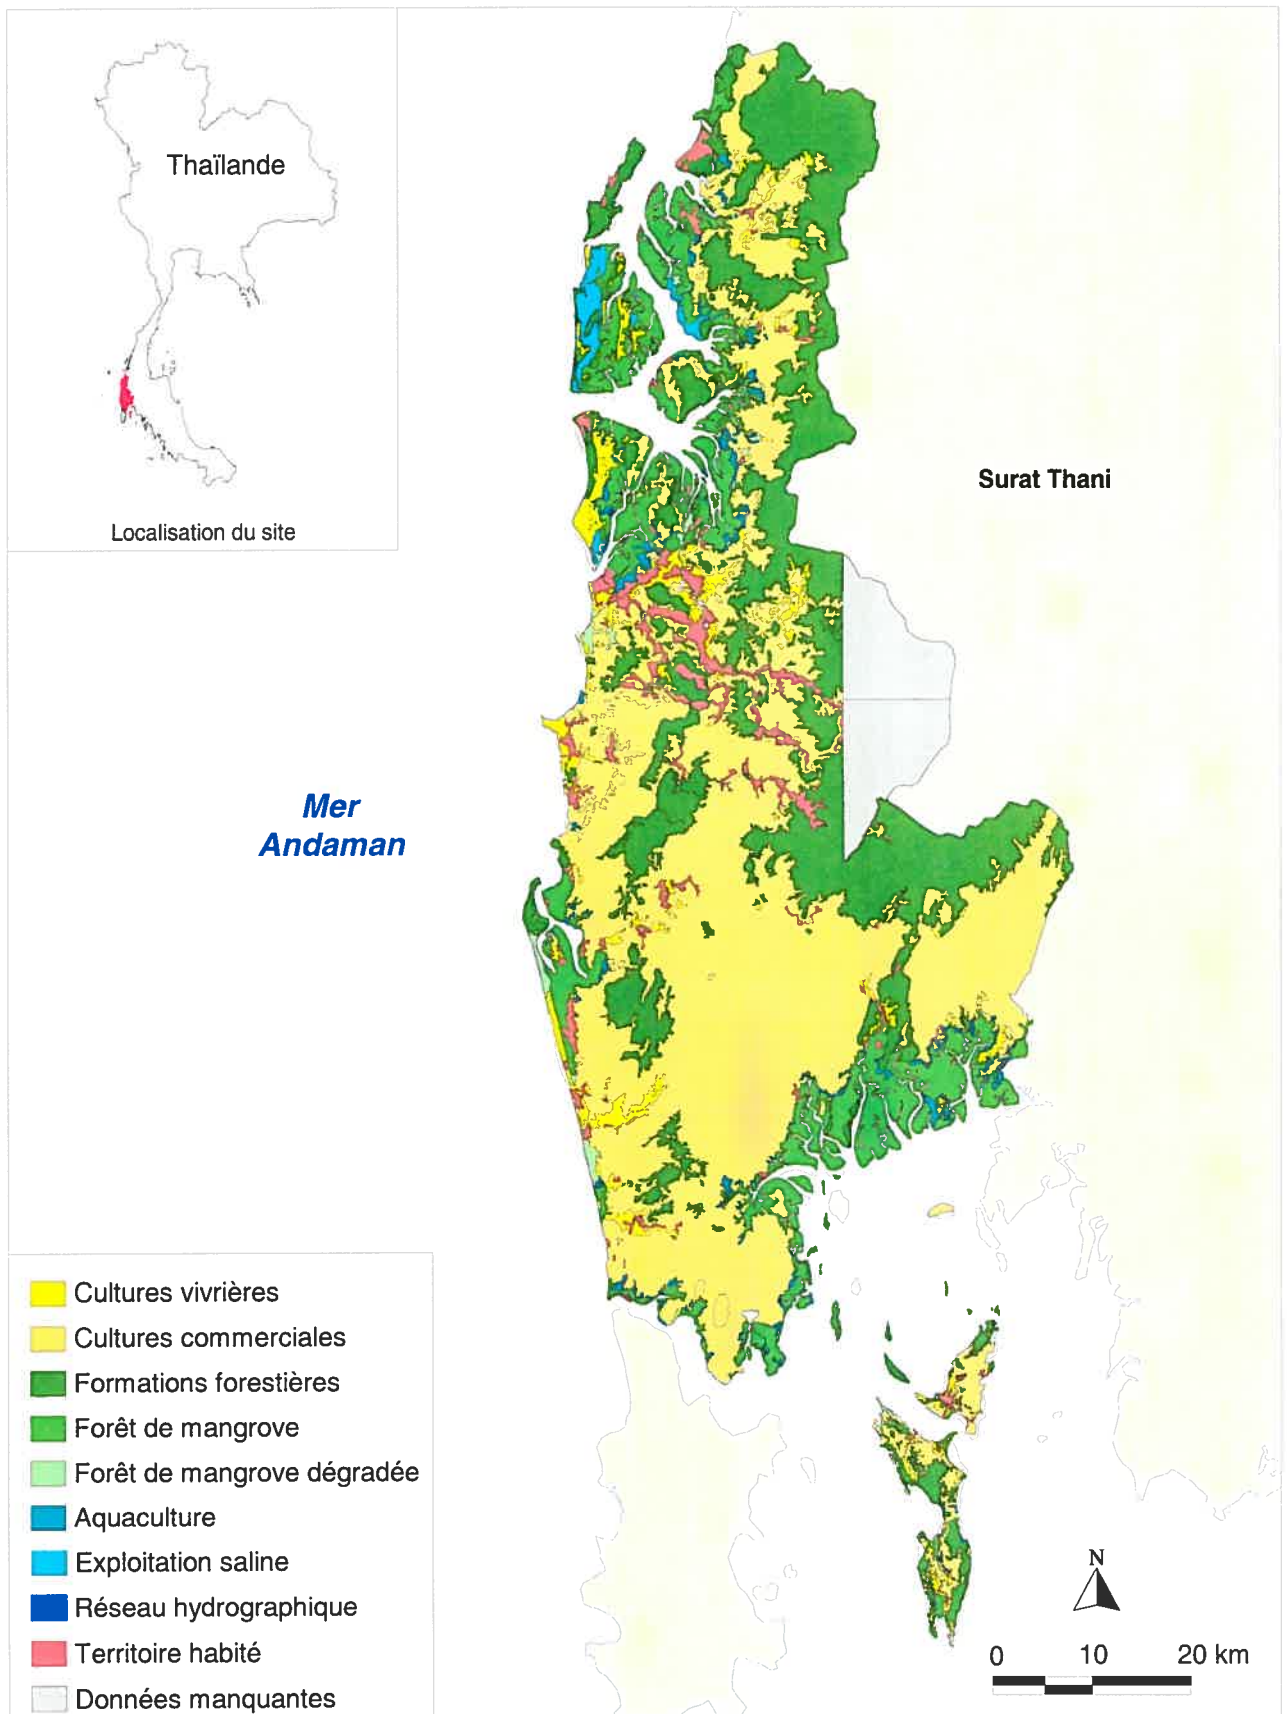 Thaïlande
Localisation du site
Surat Thani
Mer
Andaman
Cultures vivrières
Cultures commerciales
Formations forestières
Forêt de mangrove
Forêt de mangrove dégradée
Aquaculture
Exploitation saline
Réseau hydrographique
Territoire habité
Données manquantes
N
0 10 20 km